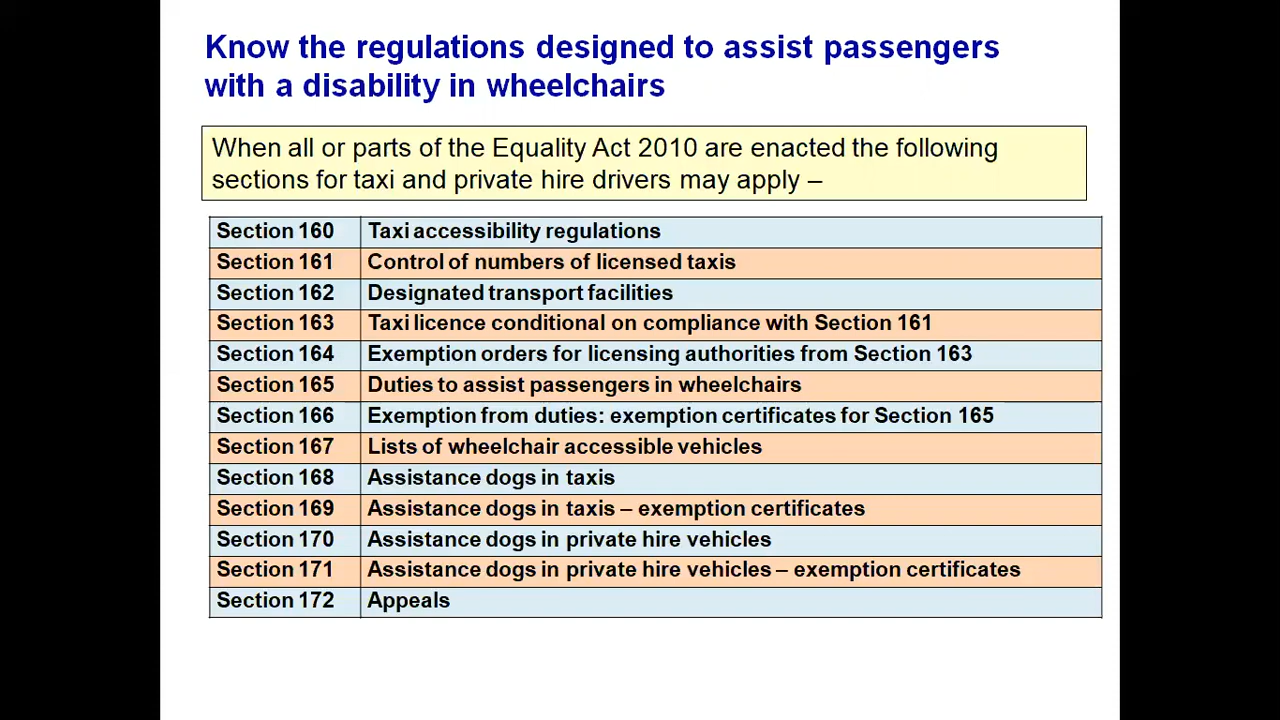 Know the regulations designed to assist passengers
with a disability in wheelchairs
When all or parts of the Equality Act 2010 are enacted the following
sections for taxi and private hire drivers may apply –
Section 160 Taxi accessibility regulations
Section 161 Control of numbers of licensed taxis
Section 162 Designated transport facilities
Section 163 Taxi licence conditional on compliance with Section 161
Section 164 Exemption orders for licensing authorities from Section 163
Section 165 Duties to assist passengers in wheelchairs
Section 166 Exemption from duties: exemption certificates for Section 165
Section 167 Lists of wheelchair accessible vehicles
Section 168 Assistance dogs in taxis
Section 169 Assistance dogs in taxis – exemption certificates
Section 170 Assistance dogs in private hire vehicles
Section 171 Assistance dogs in private hire vehicles – exemption certificates
Section 172 Appeals